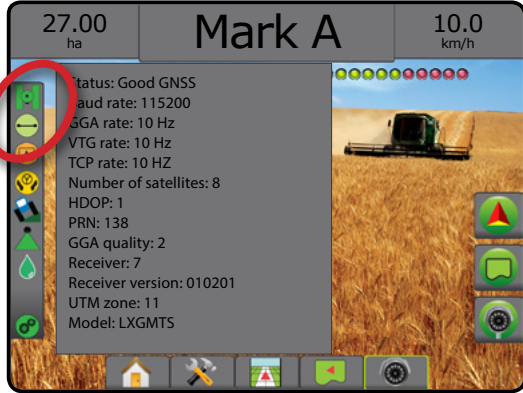 27.00
ha
Mark A
10.0
km/h
Status: Good GNSS
Baud rate: 115200
GGA rate: 10 Hz
VTG rate: 10 Hz
TCP rate: 10 HZ
Number of satellites: 8
HDOP: 1
PRN: 138
GGA quality: 2
Receiver: 7
Receiver version: 010201
UTM zone: 11
Model: LXGMTS